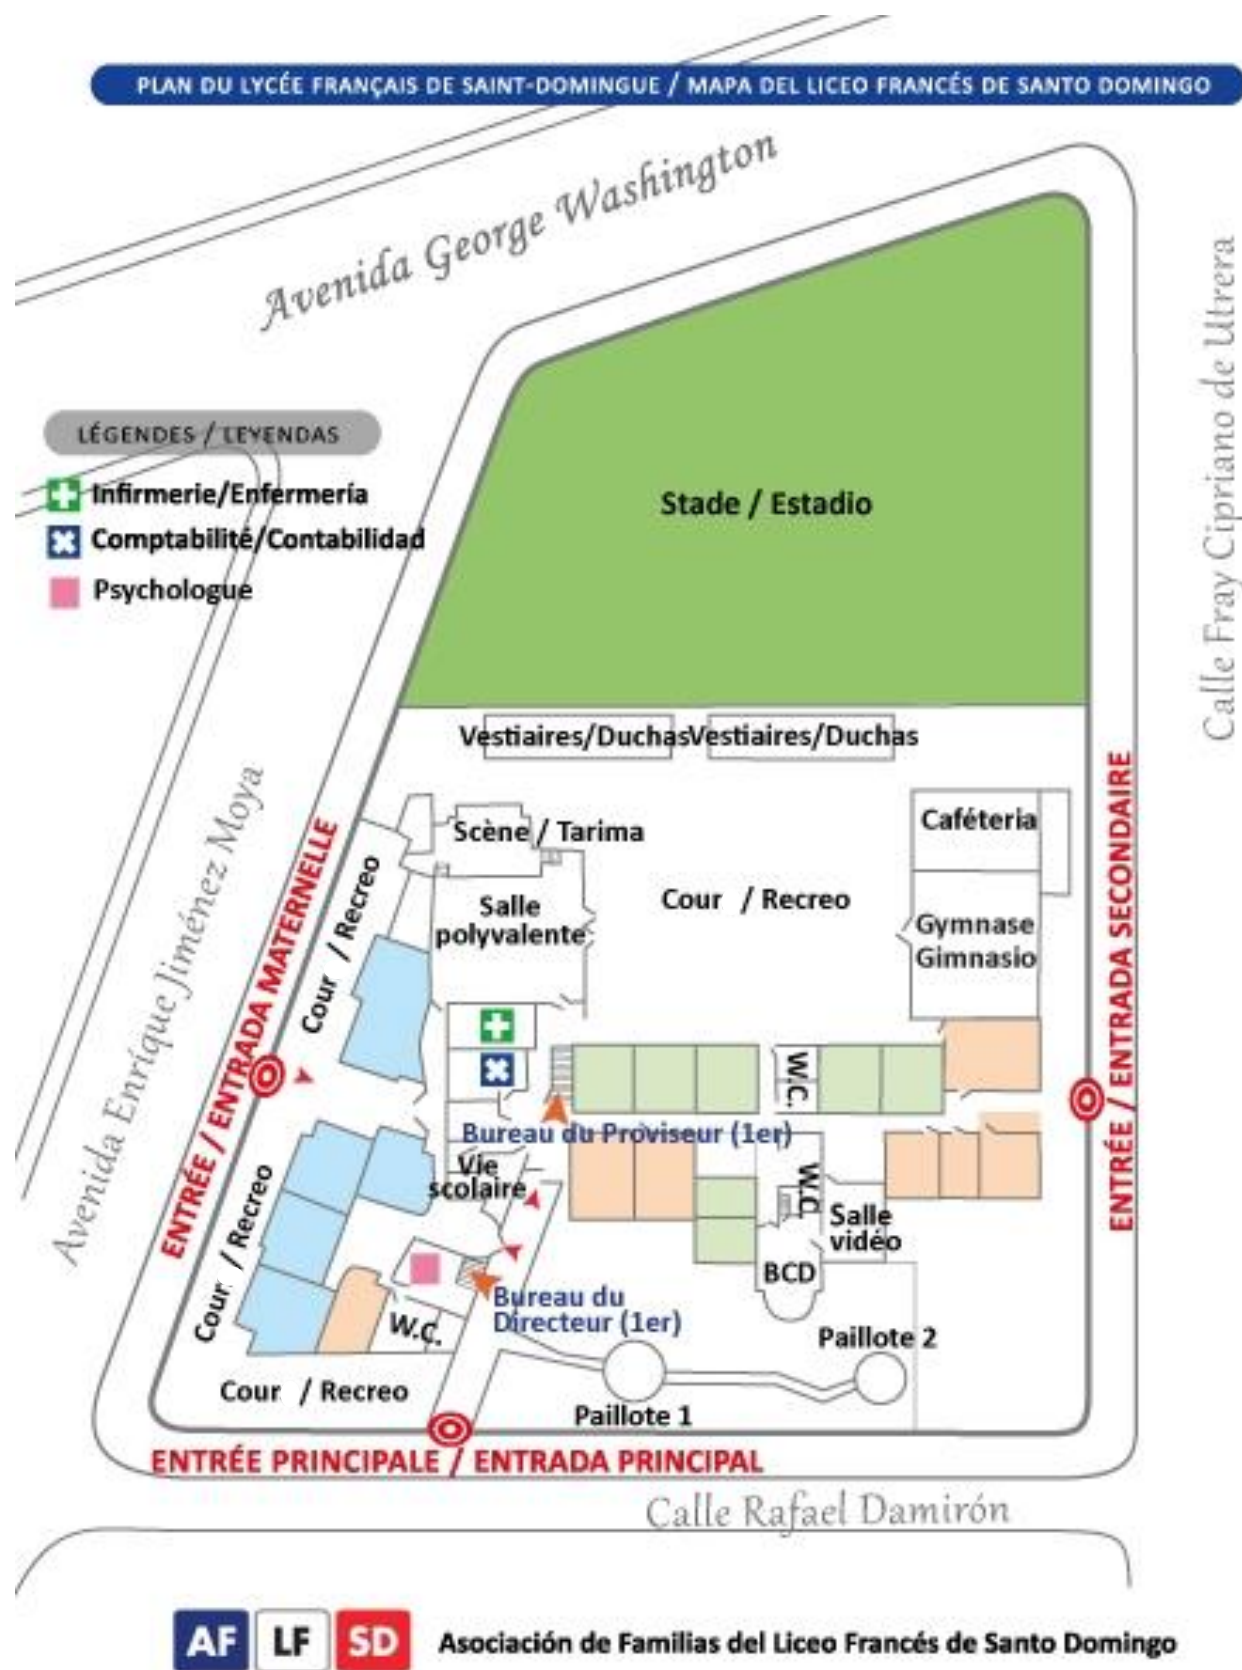 PLAN DU LYCÉE FRANÇAIS DE SAINT-DOMINGUE / MAPA DEL LICEO FRANCÉS DE SANTO DOMINGO
Avenida George Washington
Calle Fray Cipriano de Utrera
LÉGENDES / LEYENDAS
Infirmerie/Enfermería
Comptabilité/Contabilidad
Psychologue
Stade / Estadio
Vestiaires/Duchas
Vestiaires/Duchas
Avenida Enrique Jiménez Moya
ENTRÉE / ENTRADA MATERNELLE
ENTRÉE / ENTRADA SECONDAIRE
Scène / Tarima
Caféteria
Cour / Recreo
Salle
polyvalente
Cour / Recreo
Gymnase
Gimnasio
W.C.
Bureau du Proviseur (1er)
Vie
scolaire
W.C
Salle
vidéo
Cour / Recreo
BCD
Bureau du
Directeur (1er)
W.C.
Paillote 2
Cour / Recreo
Paillote 1
ENTRÉE PRINCIPALE / ENTRADA PRINCIPAL
Calle Rafael Damirón
AF LF SD Asociación de Familias del Liceo Francés de Santo Domingo